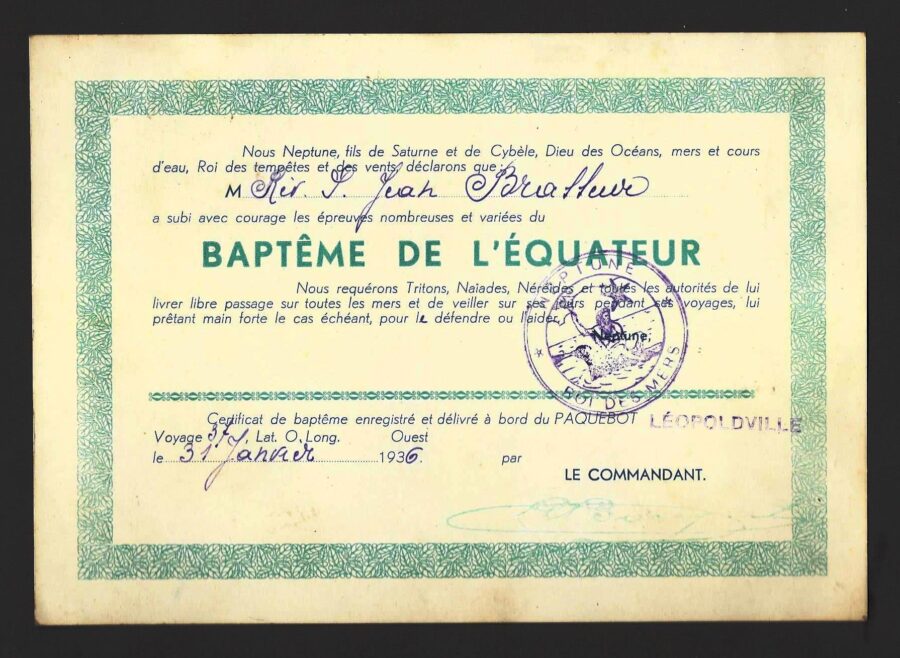 Nous Neptune, fils de Saturne et de Cybèle, Dieu des Océans, mers et cours
d'eau, Roi des tempêtes et des vents, déclarons que :
M Rév. P. Jean Brasseur
a subi avec courage les épreuves nombreuses et variées du
BAPTÊME DE L'ÉQUATEUR
Nous requérons Tritons, Naïades, Néréïdes et toutes les autorités de lui
livrer libre passage sur toutes les mers et de veiller sur ses jours pendant ses voyages, lui
prêtant main forte le cas échéant, pour le défendre ou l'aider.
Neptune,
NEPTUNE
ROI DES MERS
Certificat de baptême enregistré et délivré à bord du PAQUEBOT LÉOPOLDVILLE
Voyage Lat. O. Long. Ouest
le 31 Janvier 1936. par
LE COMMANDANT.